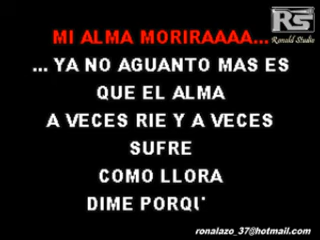 RS
Ronald Studio
MI ALMA MORIRAAAA...
... YA NO AGUANTO MAS ES
QUE EL ALMA
A VECES RIE Y A VECES
SUFRE
COMO LLORA
DIME PORQU'
ronalazo_37@hotmail.com